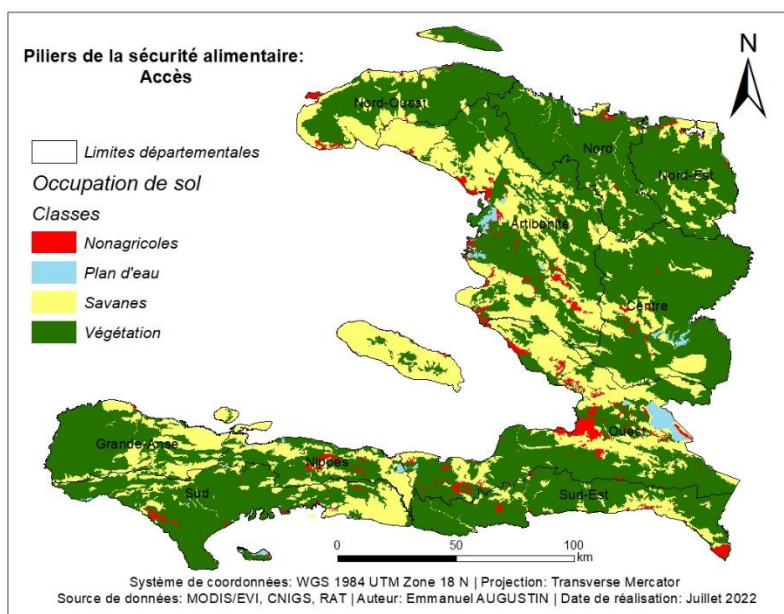 Piliers de la sécurité alimentaire:
Accès
N
Limites départementales
Occupation de sol
Classes
Nonagricoles
Plan d'eau
Savanes
Végétation
Nord-Ouest
Nord
Nord-Est
Artibonite
Centre
Ouest
Grande-Anse
Nippes
Sud
Sud-Est
0 50 100
km
Système de coordonnées: WGS 1984 UTM Zone 18 N | Projection: Transverse Mercator
Source de données: MODIS/EVI, CNIGS, RAT | Auteur: Emmanuel AUGUSTIN | Date de réalisation: Juillet 2022